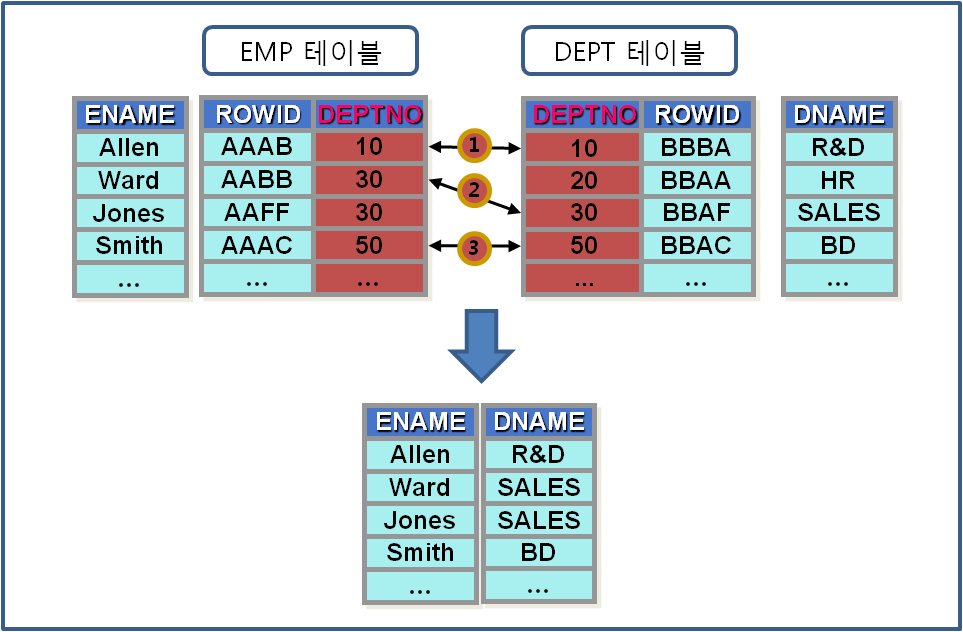 EMP 테이블 DEPT 테이블
ENAME ROWID DEPTNO DEPTNO ROWID DNAME
Allen AAAB 10 1 10 BBBA R&D
Ward AABB 30 2 20 BBAA HR
Jones AAFF 30 30 BBAF SALES
Smith AAAC 50 3 50 BBAC BD
... ... ... ... ... ...
ENAME DNAME
Allen R&D
Ward SALES
Jones SALES
Smith BD
... ...